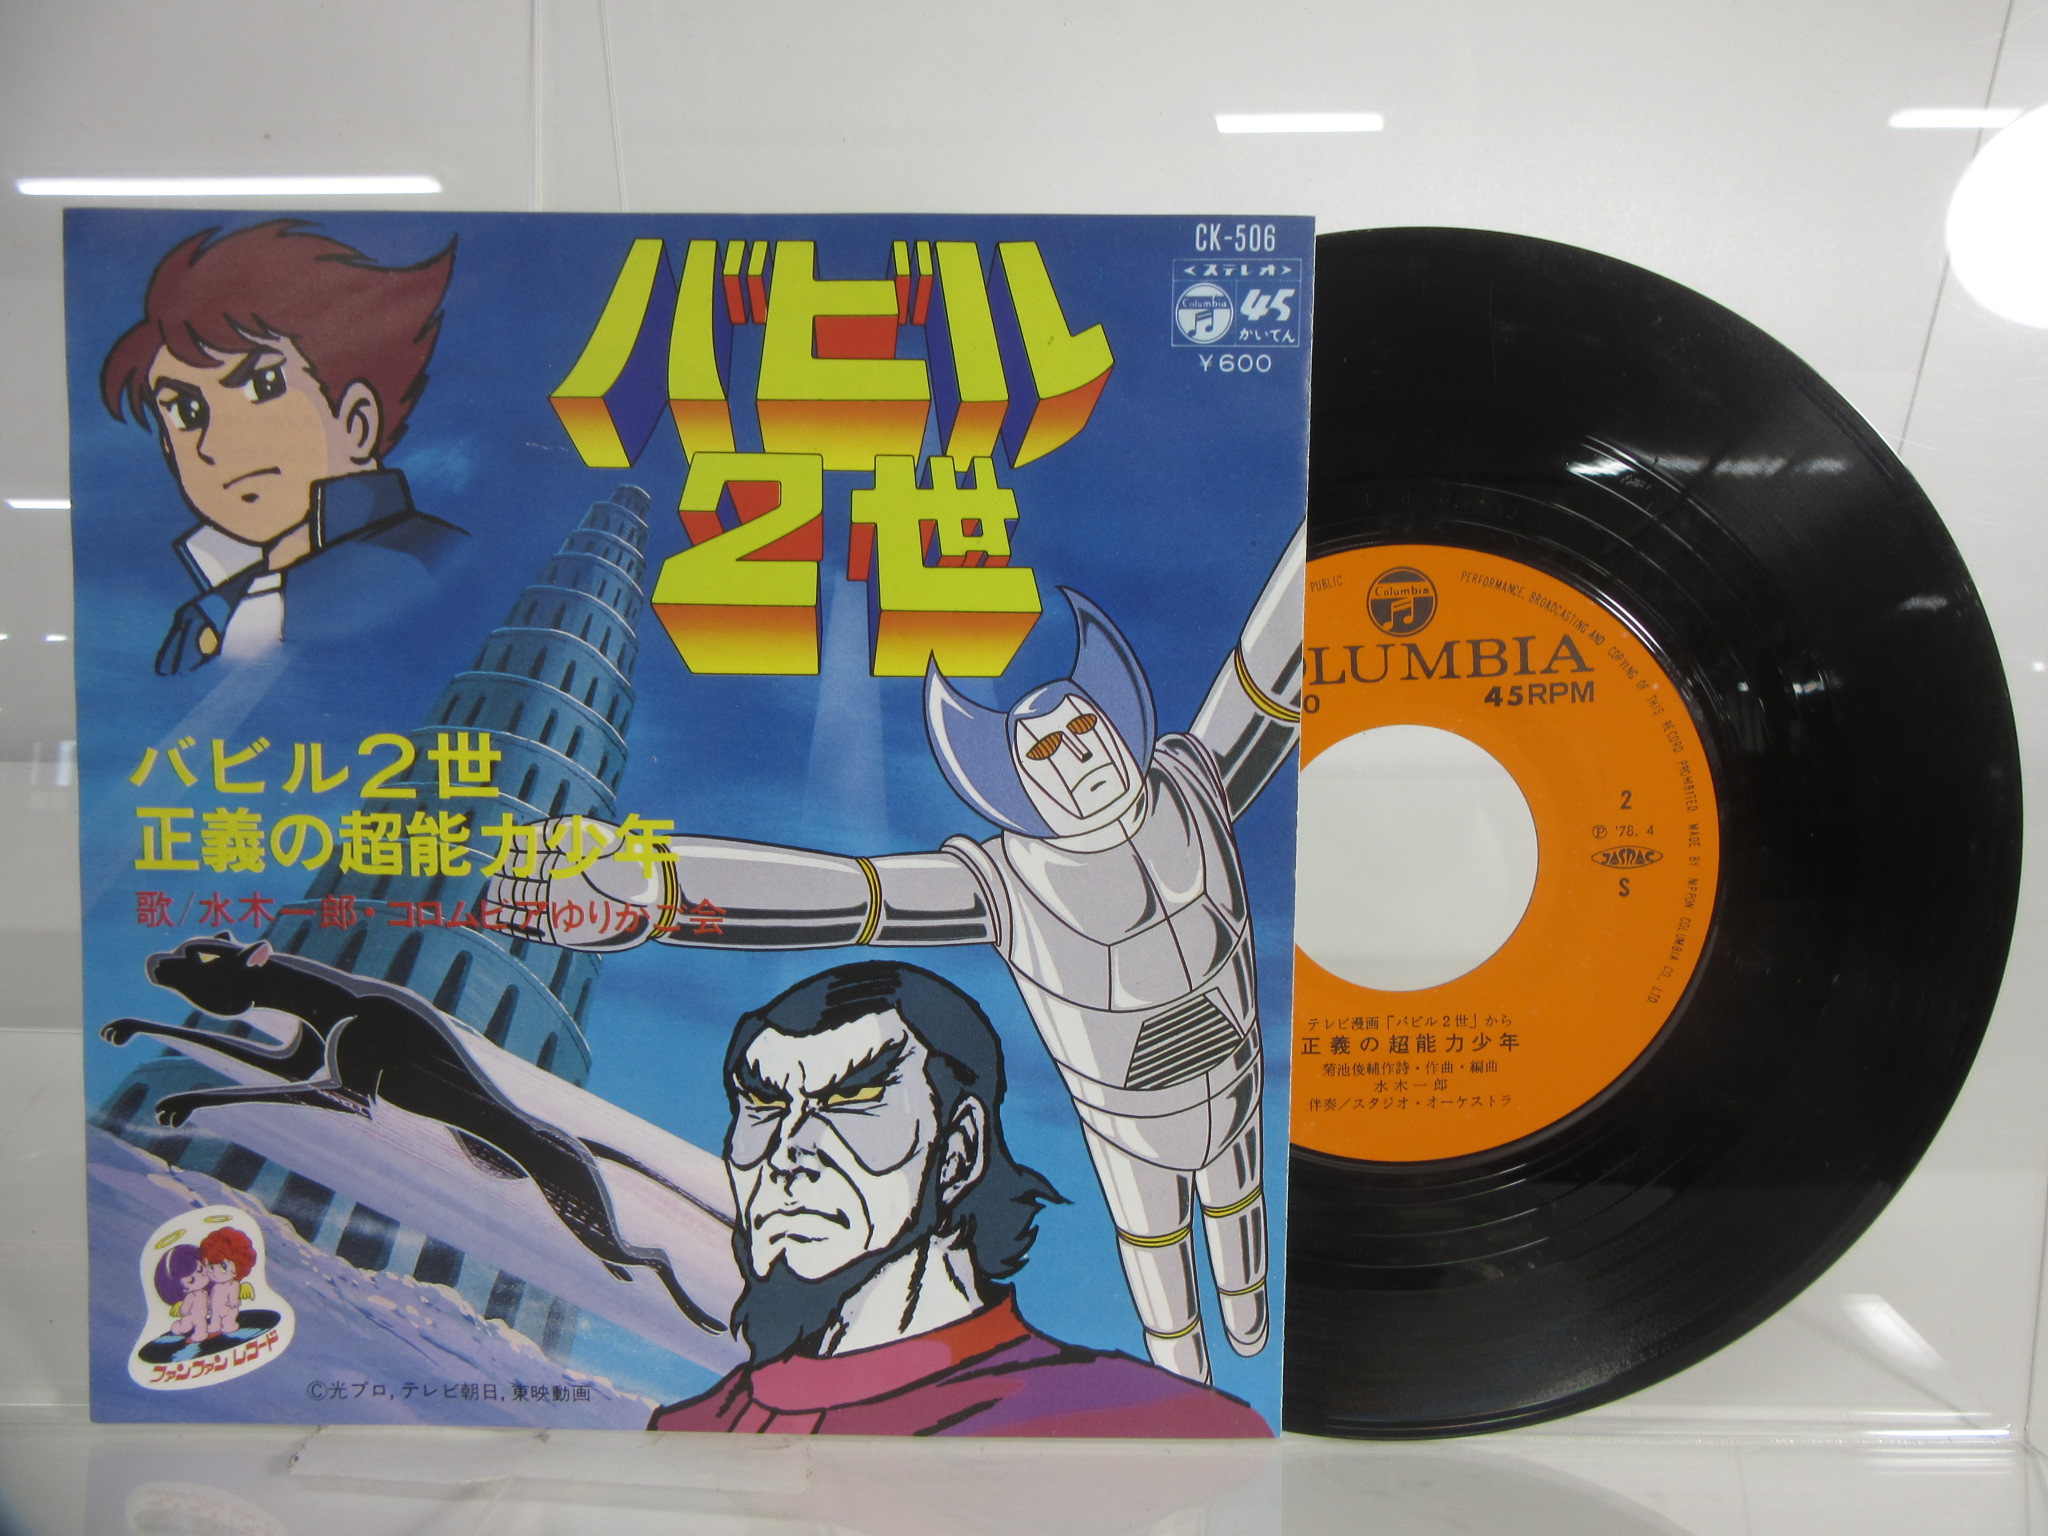 CK-506
<ステレオ>
Columbia
45
かいてん
¥600
バビル
2世
バビル2世
正義の超能力少年
歌/水木一郎・コロムビアゆりかご会
ファンファンレコード
©光プロ,テレビ朝日,東映動画
PUBLIC PERFORMANCE, BROADCASTING AND COPYING OF THIS RECORD PROHIBITED. MADE BY NIPPON COLUMBIA CO., LTD.
Columbia
OLUMBIA
0 45RPM
2
Ⓟ '78. 4
JASRAC
S
テレビ漫画「バビル2世」から
正義の超能力少年
菊池俊輔作詩・作曲・編曲
水木一郎
伴奏/スタジオ・オーケストラ